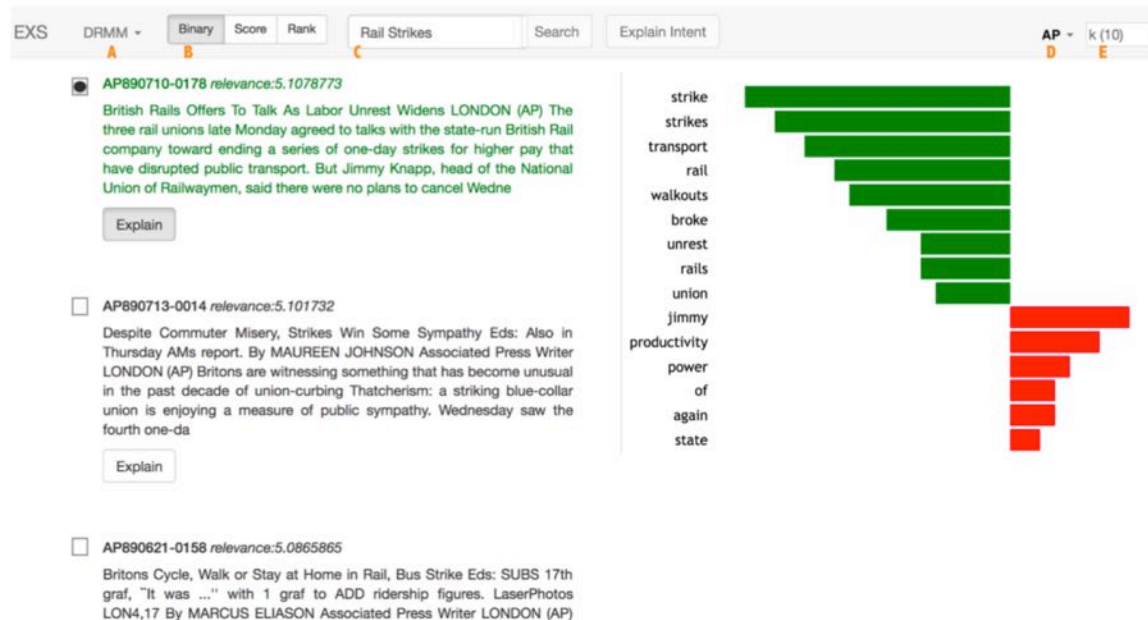 EXS DRMM Binary Score Rank Rail Strikes Search Explain Intent AP k (10)
A B C D E
AP890710-0178 relevance:5.1078773
British Rails Offers To Talk As Labor Unrest Widens LONDON (AP) The
three rail unions late Monday agreed to talks with the state-run British Rail
company toward ending a series of one-day strikes for higher pay that
have disrupted public transport. But Jimmy Knapp, head of the National
Union of Railwaymen, said there were no plans to cancel Wedne
Explain
AP890713-0014 relevance:5.101732
Despite Commuter Misery, Strikes Win Some Sympathy Eds: Also in
Thursday AMs report. By MAUREEN JOHNSON Associated Press Writer
LONDON (AP) Britons are witnessing something that has become unusual
in the past decade of union-curbing Thatcherism: a striking blue-collar
union is enjoying a measure of public sympathy. Wednesday saw the
fourth one-da
Explain
AP890621-0158 relevance:5.0865865
Britons Cycle, Walk or Stay at Home in Rail, Bus Strike Eds: SUBS 17th
graf, ¨It was ...'' with 1 graf to ADD ridership figures. LaserPhotos
LON4,17 By MARCUS ELIASON Associated Press Writer LONDON (AP)
strike
strikes
transport
rail
walkouts
broke
unrest
rails
union
jimmy
productivity
power
of
again
state